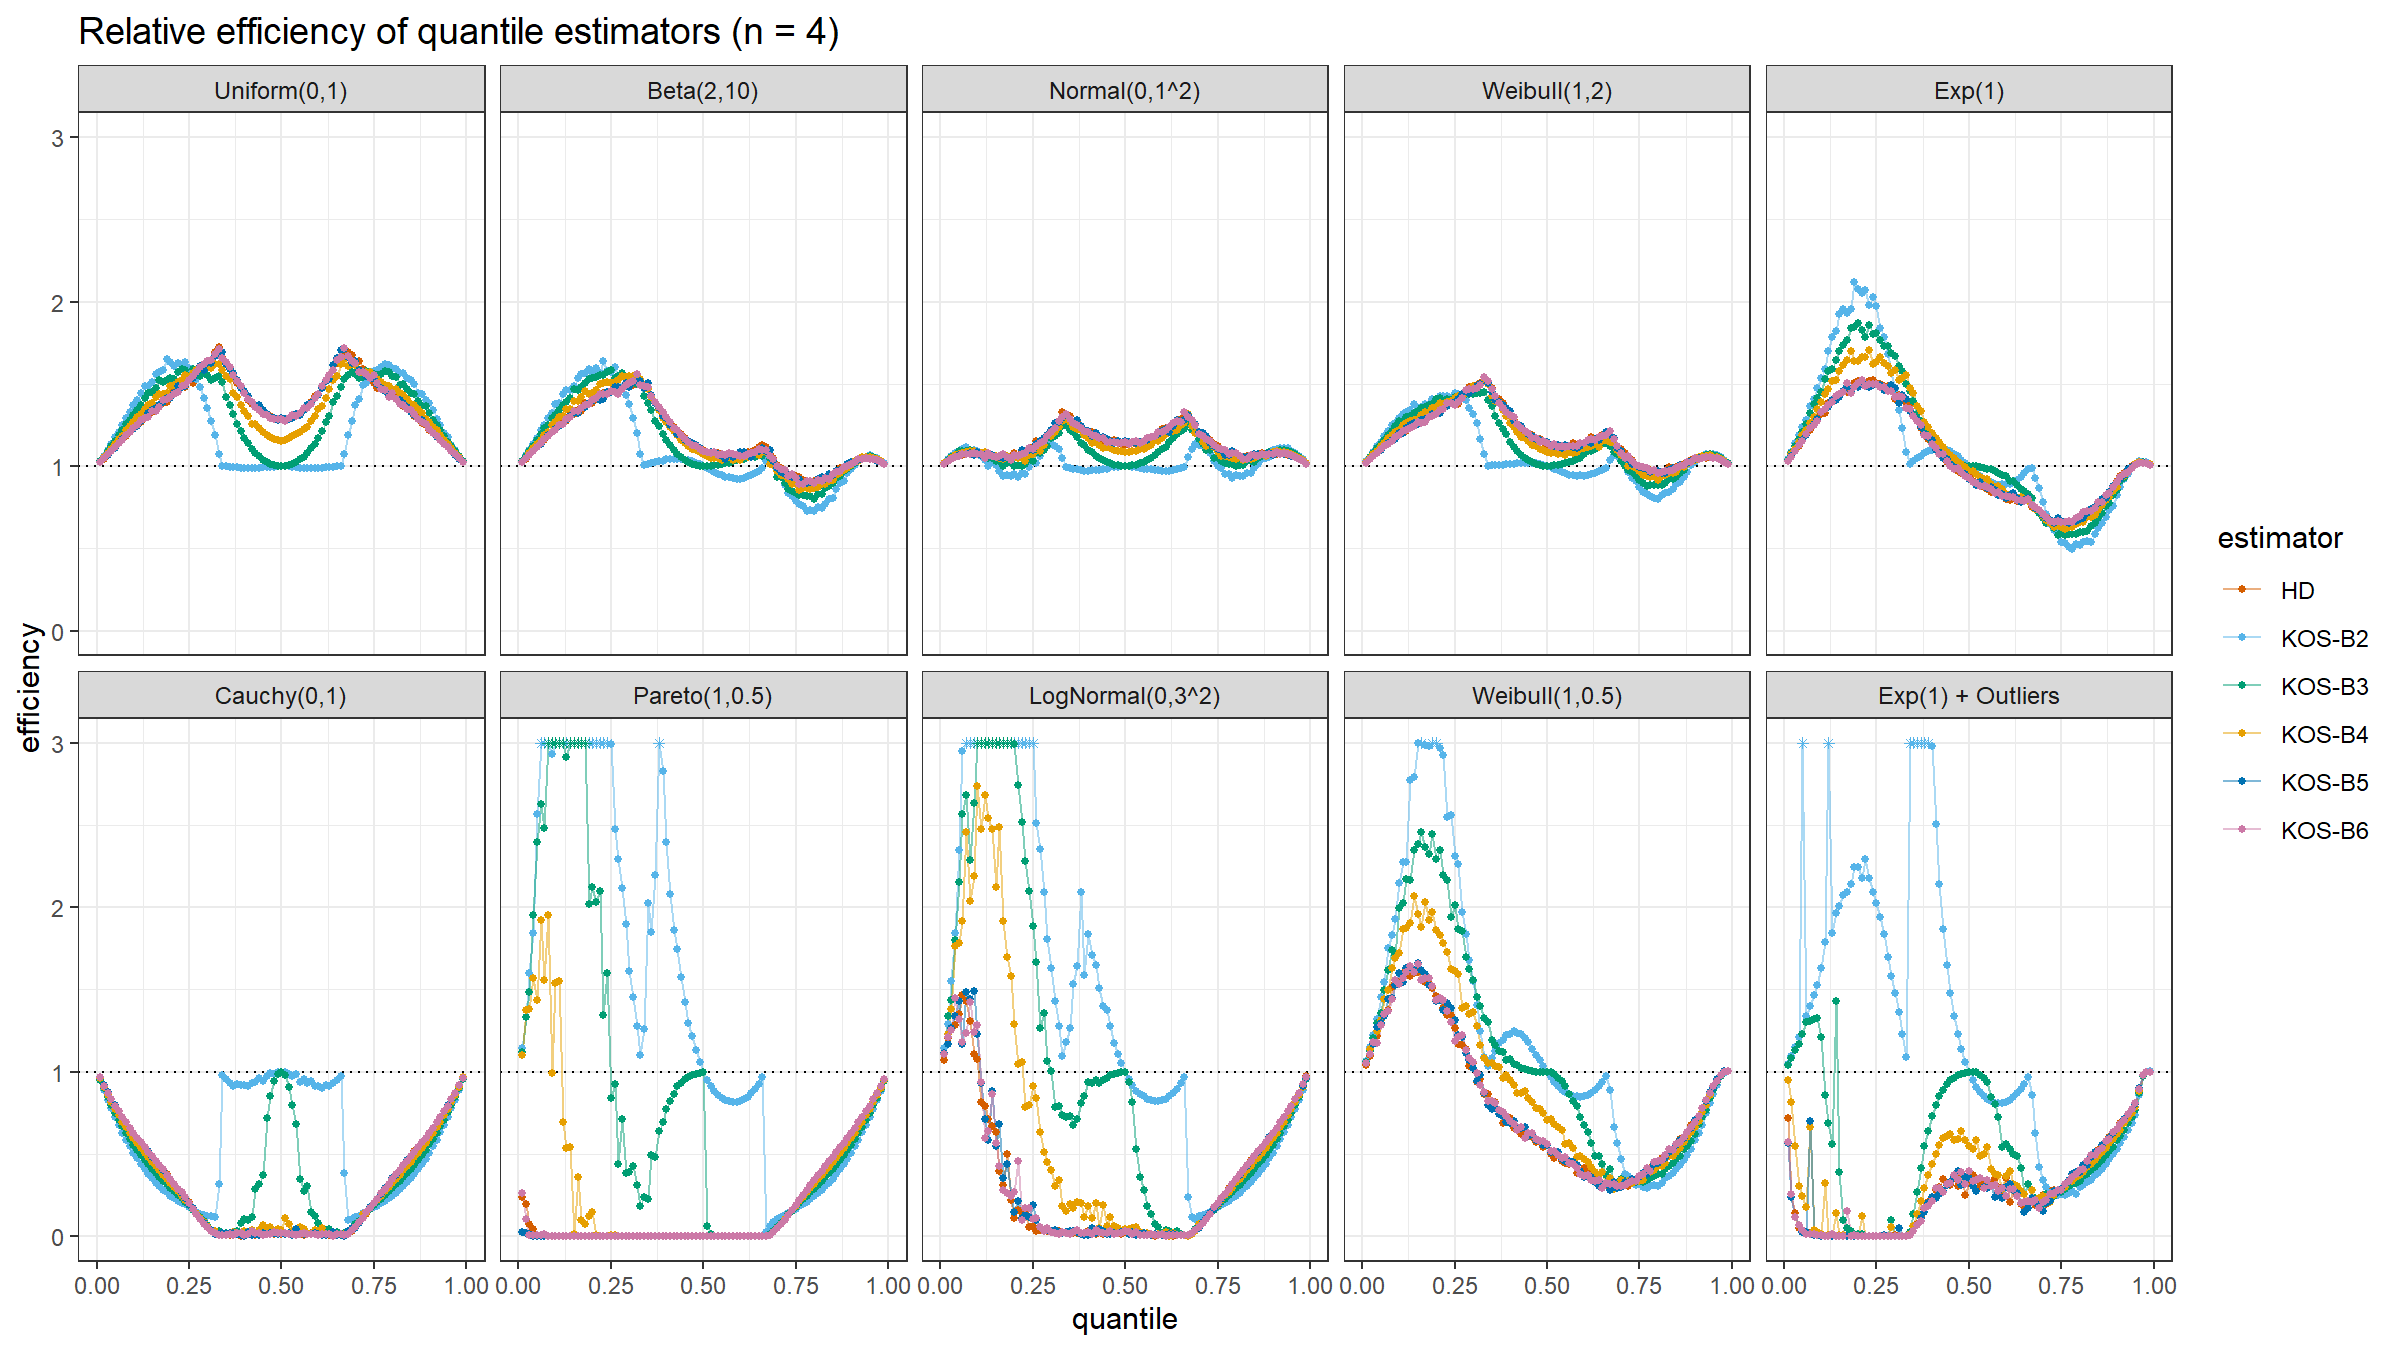 Relative efficiency of quantile estimators (n = 4)
Uniform(0,1)
Beta(2,10)
Normal(0,1^2)
Weibull(1,2)
Exp(1)
3
2
1
0
efficiency
Cauchy(0,1)
Pareto(1,0.5)
LogNormal(0,3^2)
Weibull(1,0.5)
Exp(1) + Outliers
3
2
1
0
0.00 0.25 0.50 0.75 1.00
0.00 0.25 0.50 0.75 1.00
0.00 0.25 0.50 0.75 1.00
0.00 0.25 0.50 0.75 1.00
0.00 0.25 0.50 0.75 1.00
quantile
estimator
HD
KOS-B2
KOS-B3
KOS-B4
KOS-B5
KOS-B6